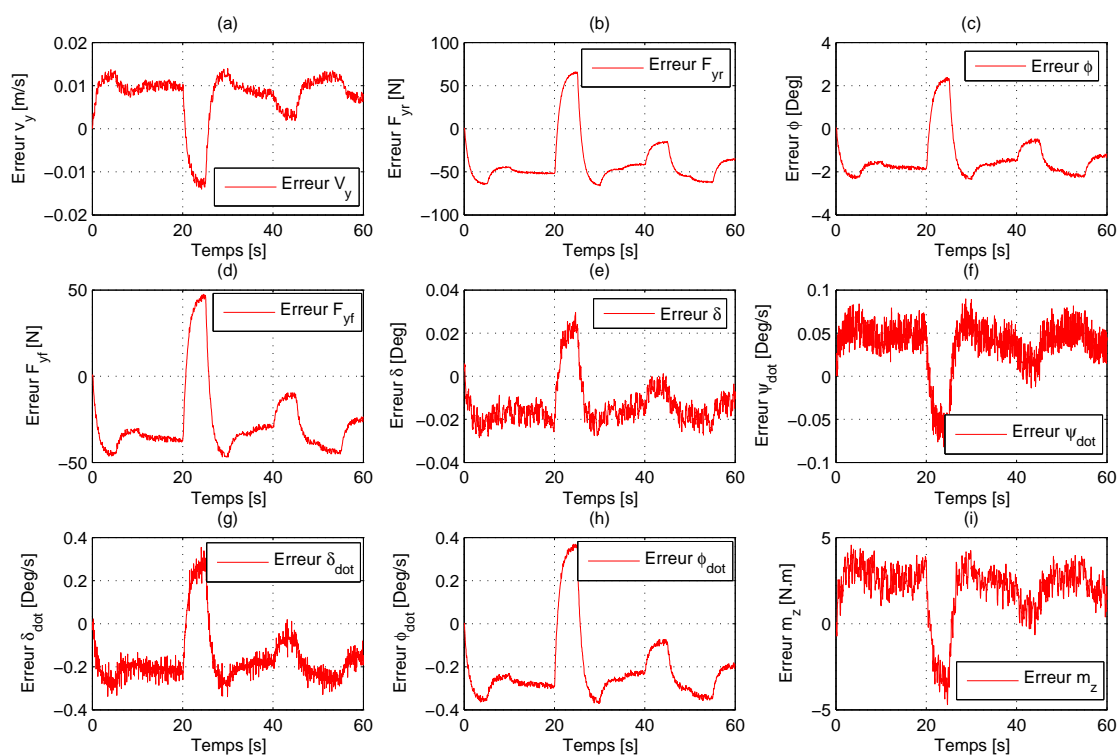 (a)
0.02
0.01
0
−0.01
−0.02
Erreur v_y [m/s]
Erreur V_y
0
20
40
60
Temps [s]
(b)
100
50
0
−50
−100
Erreur F_yr [N]
Erreur F_yr
0
20
40
60
Temps [s]
(c)
4
2
0
−2
−4
Erreur ϕ [Deg]
Erreur ϕ
0
20
40
60
Temps [s]
(d)
50
0
−50
Erreur F_yf [N]
Erreur F_yf
0
20
40
60
Temps [s]
(e)
0.04
0.02
0
−0.02
−0.04
Erreur δ [Deg]
Erreur δ
0
20
40
60
Temps [s]
(f)
0.1
0.05
0
−0.05
−0.1
Erreur ψ_dot [Deg/s]
Erreur ψ_dot
0
20
40
60
Temps [s]
(g)
0.4
0.2
0
−0.2
−0.4
Erreur δ_dot [Deg/s]
Erreur δ_dot
0
20
40
60
Temps [s]
(h)
0.4
0.2
0
−0.2
−0.4
Erreur ϕ_dot [Deg/s]
Erreur ϕ_dot
0
20
40
60
Temps [s]
(i)
5
0
−5
Erreur m_z [N.m]
Erreur m_z
0
20
40
60
Temps [s]